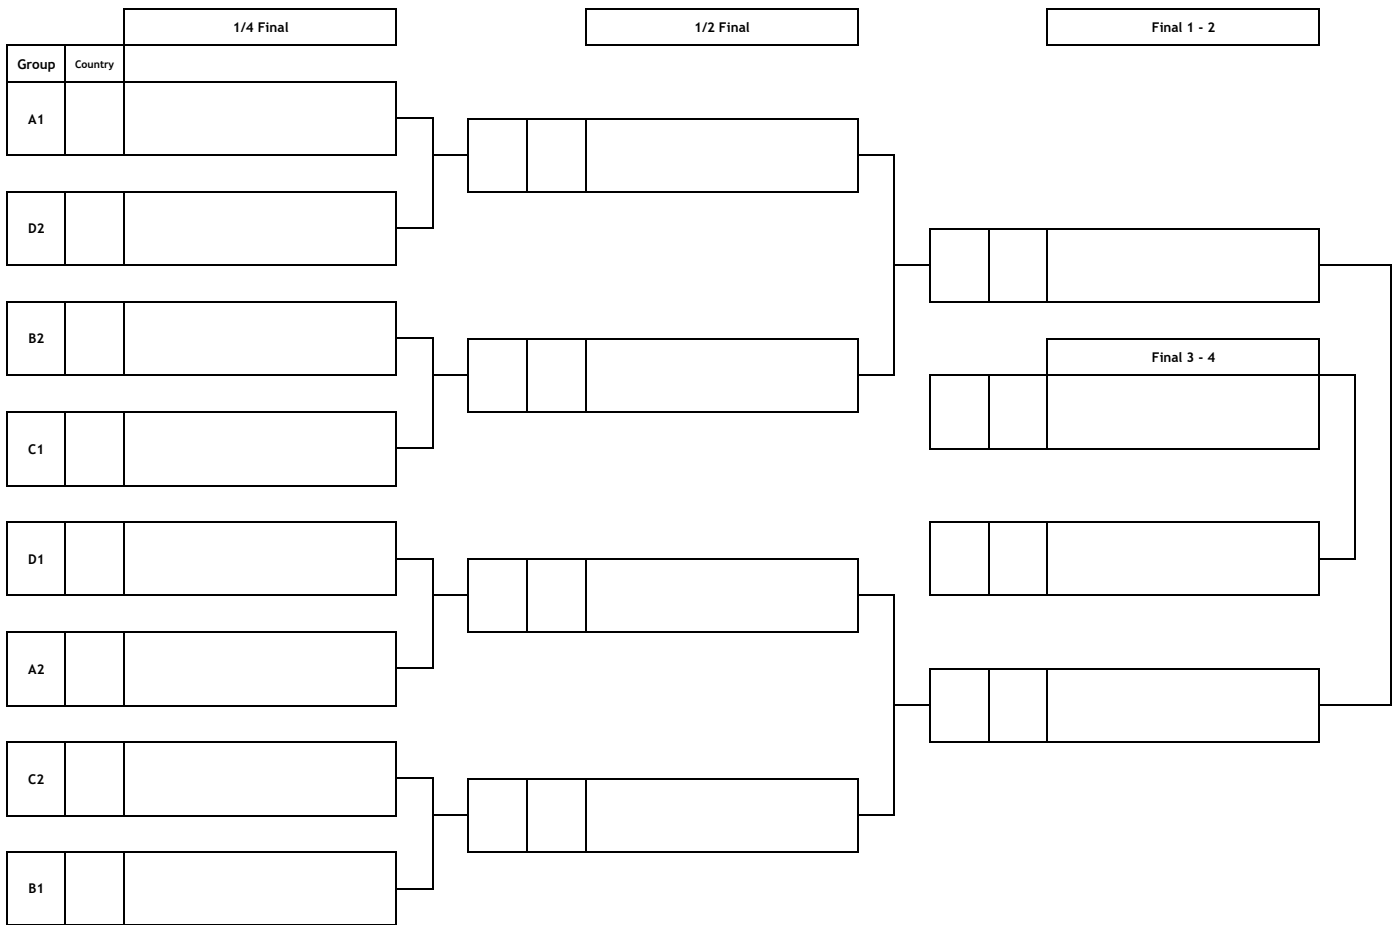 1/4 Final
1/2 Final
Final 1 - 2
Group
Country
A1
D2
B2
Final 3 - 4
C1
D1
A2
C2
B1